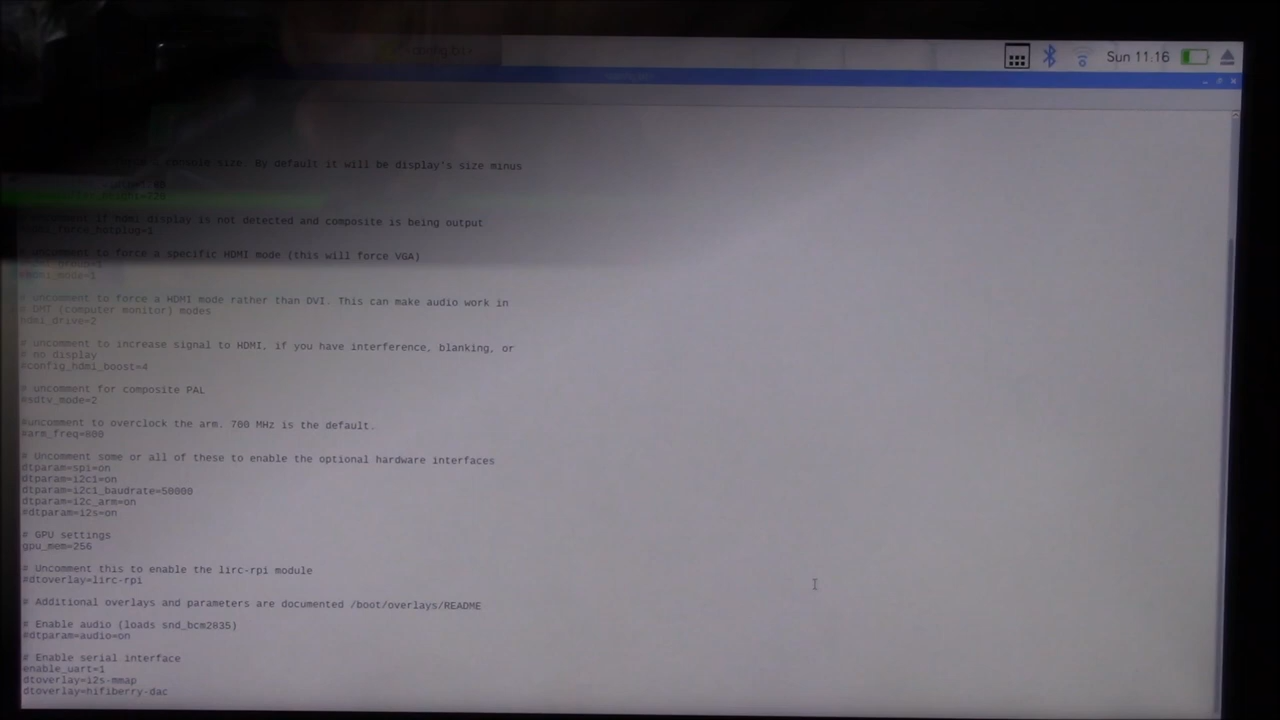 Sun 11:16
console size. By default it will be display's size minus
if hdmi display is not detected and composite is being output
# uncomment to force a specific HDMI mode (this will force VGA)
#hdmi_mode=1
# uncomment to force a HDMI mode rather than DVI. This can make audio work in
# DMT (computer monitor) modes
hdmi_drive=2
# uncomment to increase signal to HDMI, if you have interference, blanking, or
# no display
#config_hdmi_boost=4
# uncomment for composite PAL
#sdtv_mode=2
#uncomment to overclock the arm. 700 MHz is the default.
#arm_freq=800
# Uncomment some or all of these to enable the optional hardware interfaces
dtparam=spi=on
dtparam=i2c1=on
dtparam=i2c1_baudrate=50000
dtparam=i2c_arm=on
#dtparam=i2s=on
# GPU settings
gpu_mem=256
# Uncomment this to enable the lirc-rpi module
#dtoverlay=lirc-rpi
# Additional overlays and parameters are documented /boot/overlays/README
# Enable audio (loads snd_bcm2835)
#dtparam=audio=on
# Enable serial interface
enable_uart=1
dtoverlay=i2s-mmap
dtoverlay=hifiberry-dac